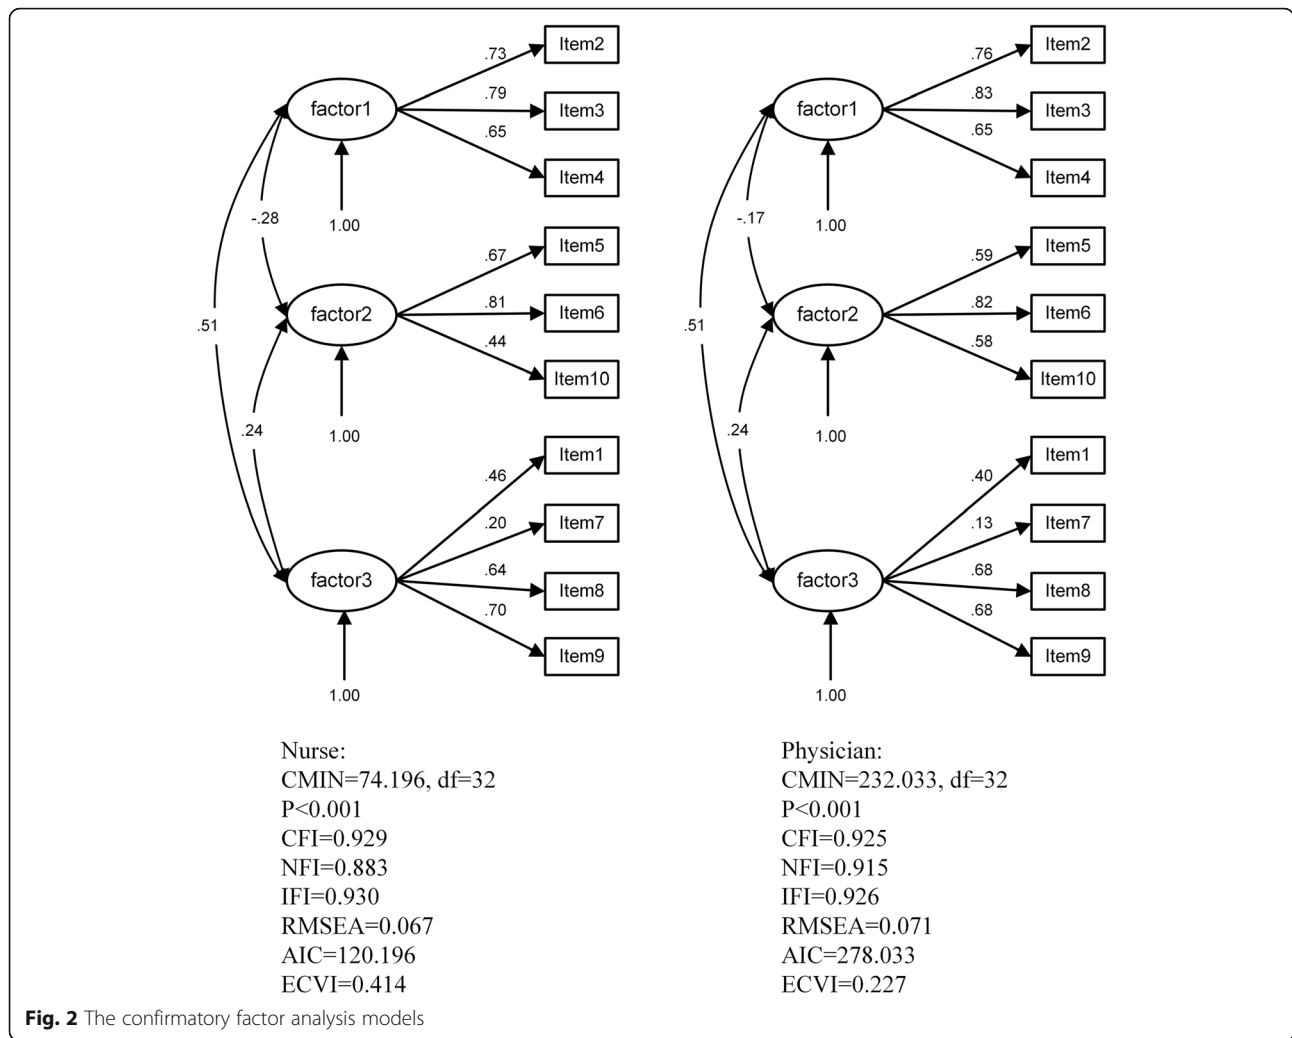 Item2
.73
.79
factor1
Item3
.65
Item4
-.28
1.00
Item5
.67
.81
factor2
Item6
.51
.44
Item10
.24
1.00
Item1
.46
.20
Item7
.64
factor3
Item8
.70
Item9
1.00
Nurse:
CMIN=74.196, df=32
P<0.001
CFI=0.929
NFI=0.883
IFI=0.930
RMSEA=0.067
AIC=120.196
ECVI=0.414
Item2
.76
.83
factor1
Item3
.65
Item4
-.17
1.00
Item5
.59
.82
factor2
Item6
.51
.58
Item10
.24
1.00
Item1
.40
.13
Item7
.68
factor3
Item8
.68
Item9
1.00
Physician:
CMIN=232.033, df=32
P<0.001
CFI=0.925
NFI=0.915
IFI=0.926
RMSEA=0.071
AIC=278.033
ECVI=0.227
Fig. 2 The confirmatory factor analysis models